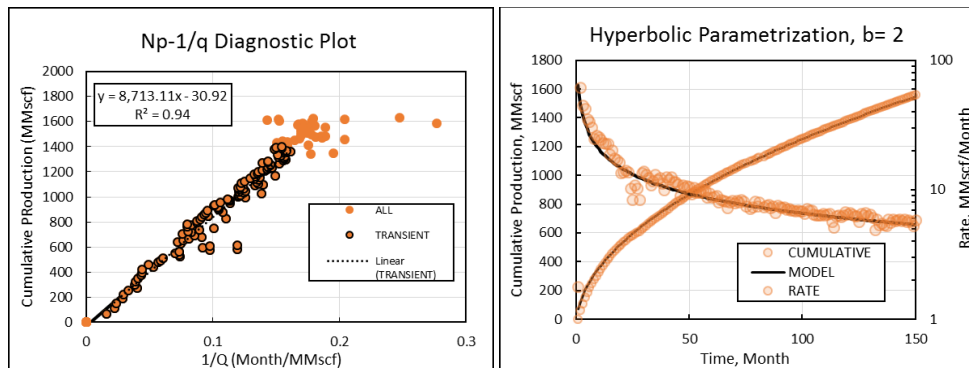 Np-1/q Diagnostic Plot
Cumulative PRoduction (MMscf)
2000
1800
1600
1400
1200
1000
800
600
400
200
0
y = 8,713.11x - 30.92
R² = 0.94
ALL
TRANSIENT
Linear
(TRANSIENT)
0
0.1
0.2
0.3
1/Q (Month/MMscf)
Hyperbolic Parametrization, b= 2
Cumulative Production, MMscf
1800
1600
1400
1200
1000
800
600
400
200
0
100
10
1
Rate, MMscf/Month
CUMULATIVE
MODEL
RATE
0
50
100
150
Time, Month